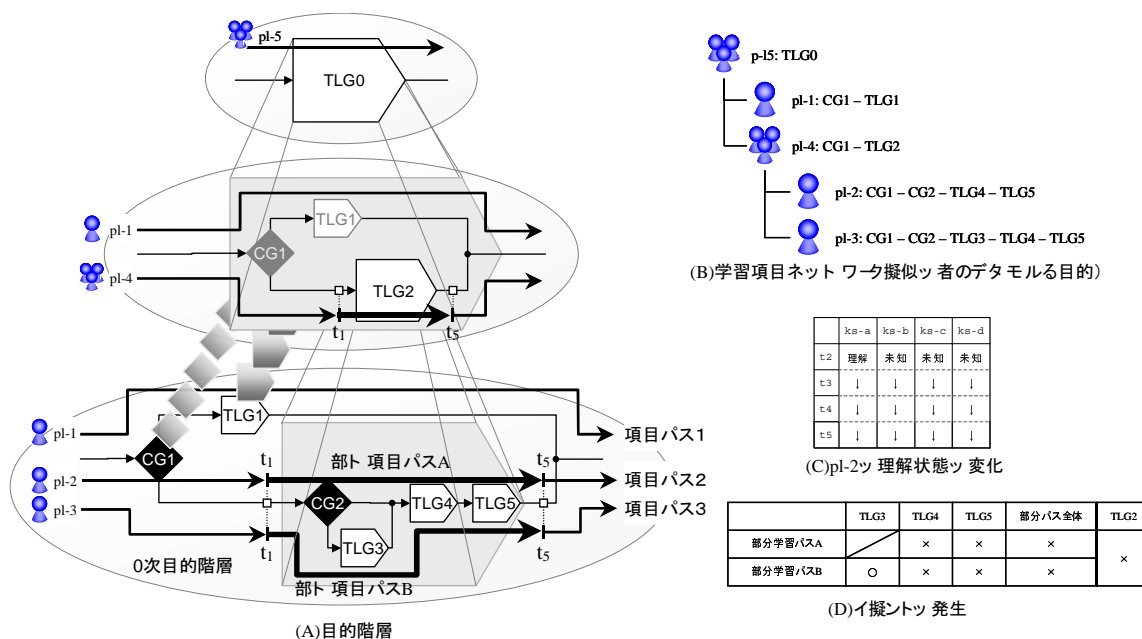 pl-5
TLG0
pl-1
TLG1
CG1
pl-4
TLG2
t1
t5
TLG1
pl-1
項目パス1
CG1
t1
部ト 項目パスA
t5
pl-2
項目パス2
CG2
TLG4
TLG5
pl-3
項目パス3
t1
TLG3
t5
0次目的階層
部ト 項目パスB
(A)目的階層
p-l5: TLG0
pl-1: CG1 – TLG1
pl-4: CG1 – TLG2
pl-2: CG1 – CG2 – TLG4 – TLG5
pl-3: CG1 – CG2 – TLG3 – TLG4 – TLG5
(B)学習項目ネット ワーク擬似ッ 者のデタモルる目的）
ks-a ks-b ks-c ks-d
t2 理解 未知 未知 未知
t3 ↓ ↓ ↓ ↓
t4 ↓ ↓ ↓ ↓
t5 ↓ ↓ ↓ ↓
(C)pl-2ッ 理解状態ッ 変化
TLG3 TLG4 TLG5 部分パス全体 TLG2
部分学習パスA × × × ×
部分学習パスB ○ × × ×
(D)イ擬ントッ 発生